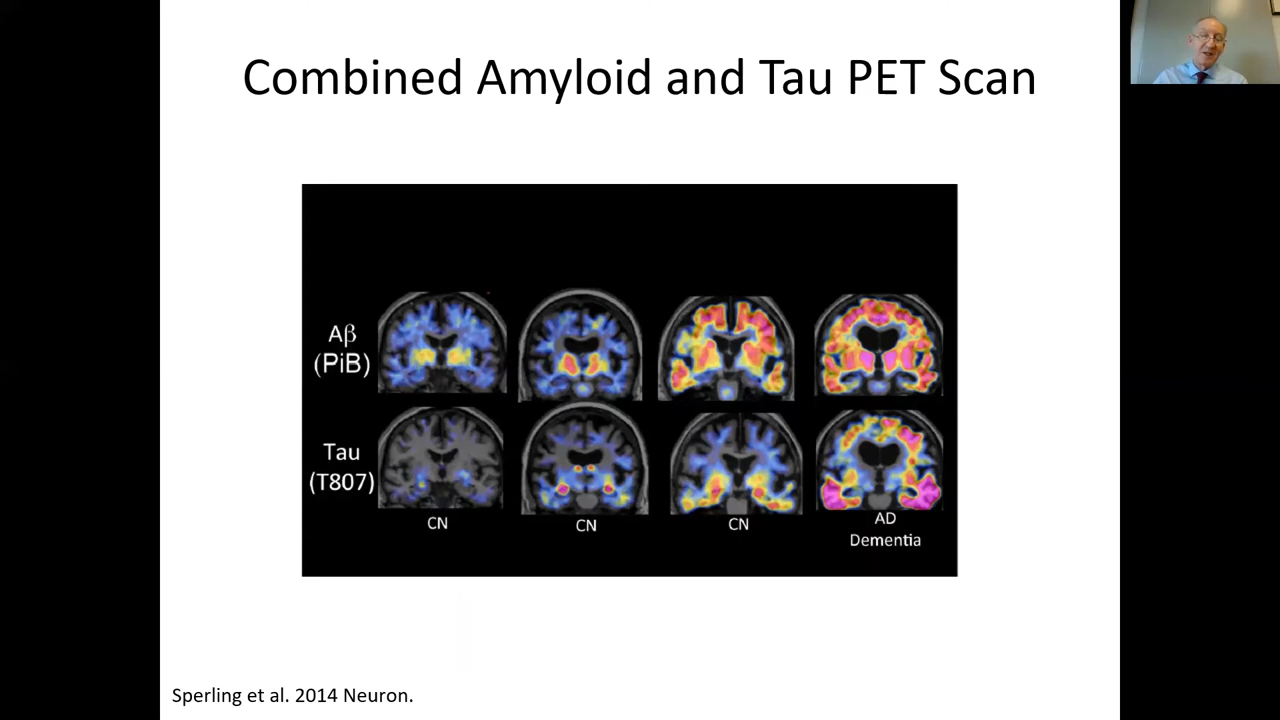 Combined Amyloid and Tau PET Scan
Aβ
(PiB)
Tau
(T807)
CN
CN
CN
AD
Dementia
Sperling et al. 2014 Neuron.